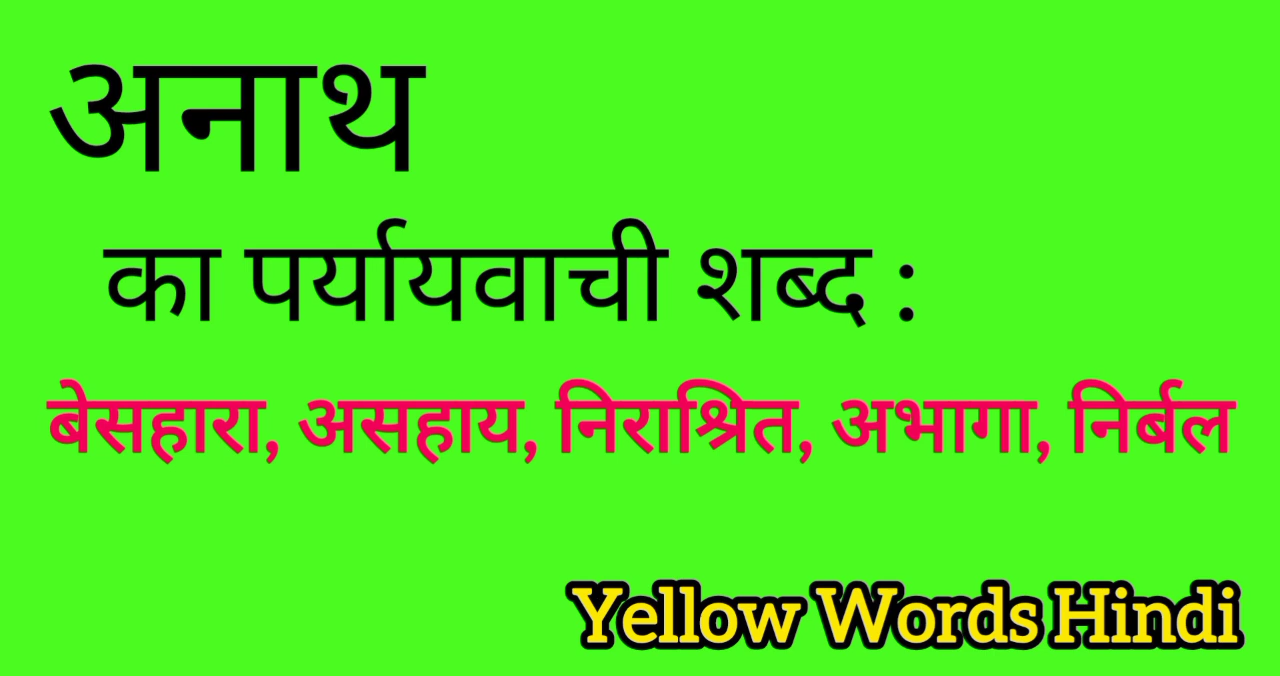 अनाथ
का पर्यायवाची शब्द :
बेसहारा, असहाय, निराश्रित, अभागा, निर्बल
Yellow Words Hindi